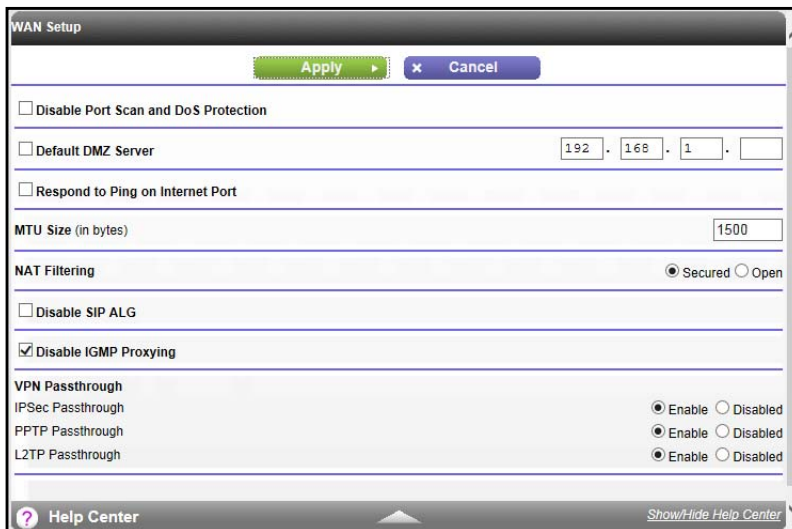 WAN Setup
Apply
Cancel
Disable Port Scan and DoS Protection
Default DMZ Server 192 . 168 . 1 .
Respond to Ping on Internet Port
MTU Size (in bytes) 1500
NAT Filtering Secured Open
Disable SIP ALG
Disable IGMP Proxying
VPN Passthrough
IPSec Passthrough Enable Disabled
PPTP Passthrough Enable Disabled
L2TP Passthrough Enable Disabled
? Help Center Show/Hide Help Center